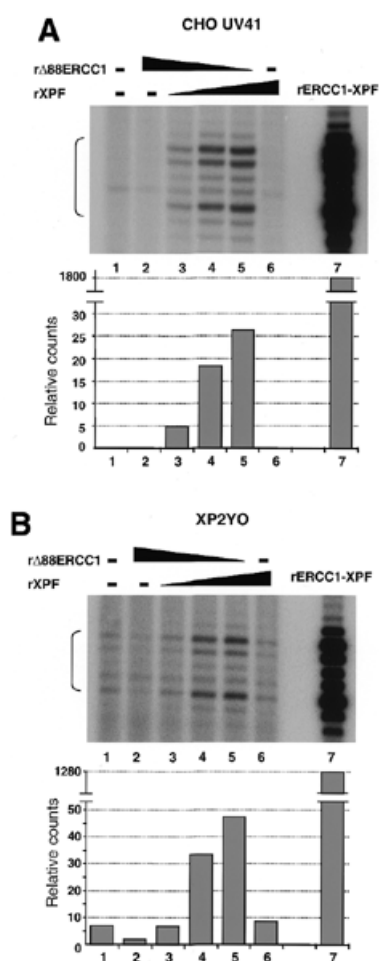 A
CHO UV41
rΔ88ERCC1 - -
rXPF - - rERCC1-XPF
1 2 3 4 5 6 7
1800
30
25
20
15
10
5
0
Relative counts
1 2 3 4 5 6 7
B
XP2YO
rΔ88ERCC1 - -
rXPF - - rERCC1-XPF
1 2 3 4 5 6 7
1280
50
40
30
20
10
0
Relative counts
1 2 3 4 5 6 7